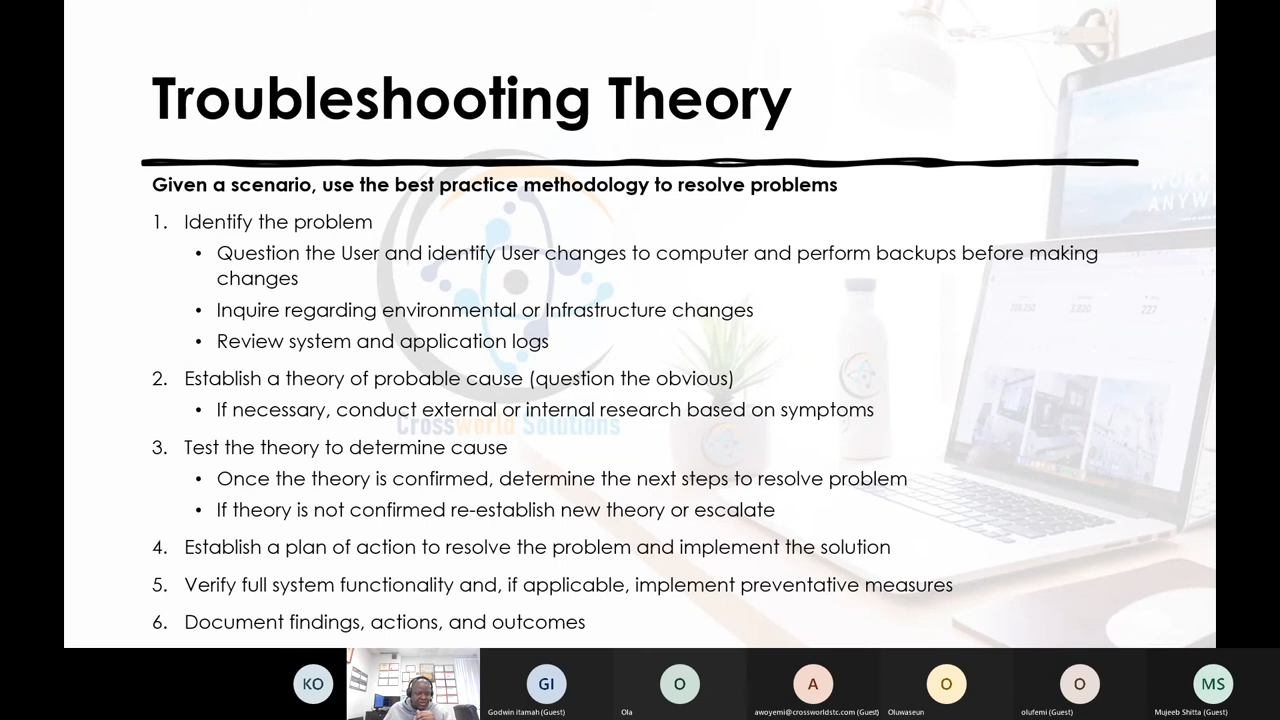 Troubleshooting Theory
Given a scenario, use the best practice methodology to resolve problems
1. Identify the problem
• Question the User and identify User changes to computer and perform backups before making
changes
• Inquire regarding environmental or Infrastructure changes
• Review system and application logs
2. Establish a theory of probable cause (question the obvious)
• If necessary, conduct external or internal research based on symptoms
3. Test the theory to determine cause
• Once the theory is confirmed, determine the next steps to resolve problem
• If theory is not confirmed re-establish new theory or escalate
4. Establish a plan of action to resolve the problem and implement the solution
5. Verify full system functionality and, if applicable, implement preventative measures
6. Document findings, actions, and outcomes
Crossworld Solutions
WORK
ANYW
227
KO
GI
O
A
O
O
MS
Godwin itamah (Guest)
Ola
awoyemi@crossworldstc.com (Guest)
Oluwaseun
olufemi (Guest)
Mujeeb Shitta (Guest)